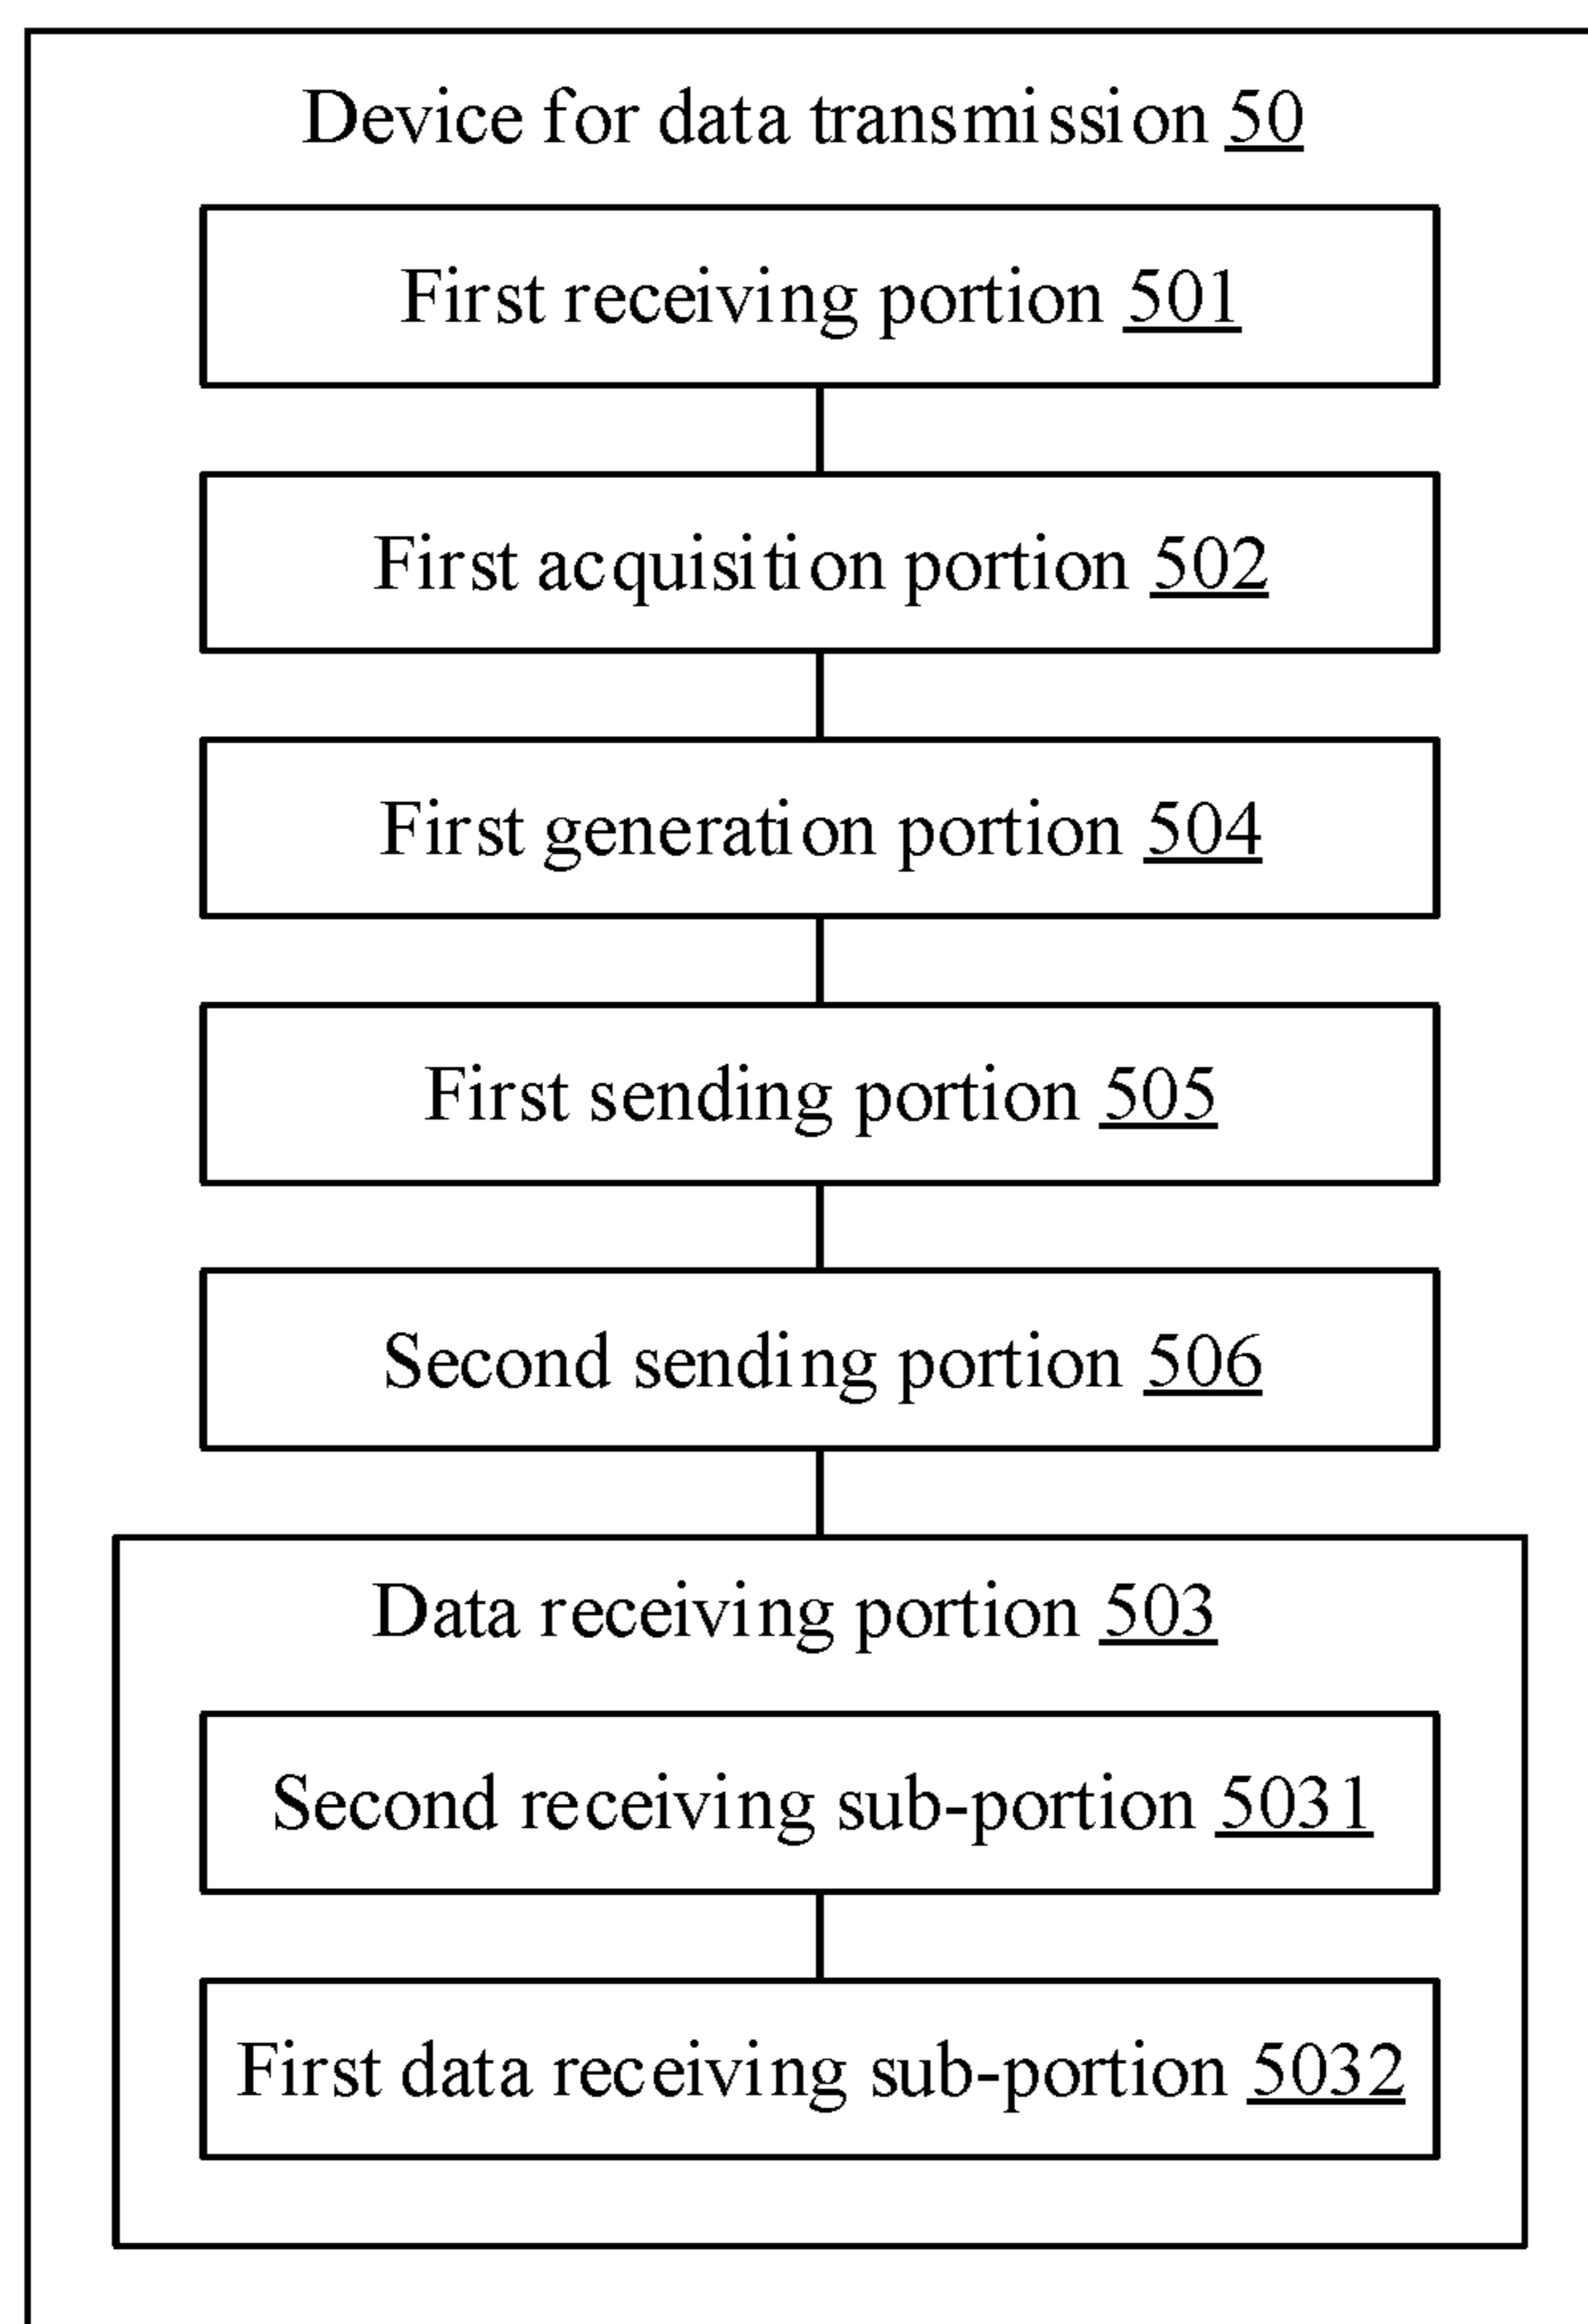 Device for data transmission 50
First receiving portion 501
First acquisition portion 502
First generation portion 504
First sending portion 505
Second sending portion 506
Data receiving portion 503
Second receiving sub-portion 5031
First data receiving sub-portion 5032